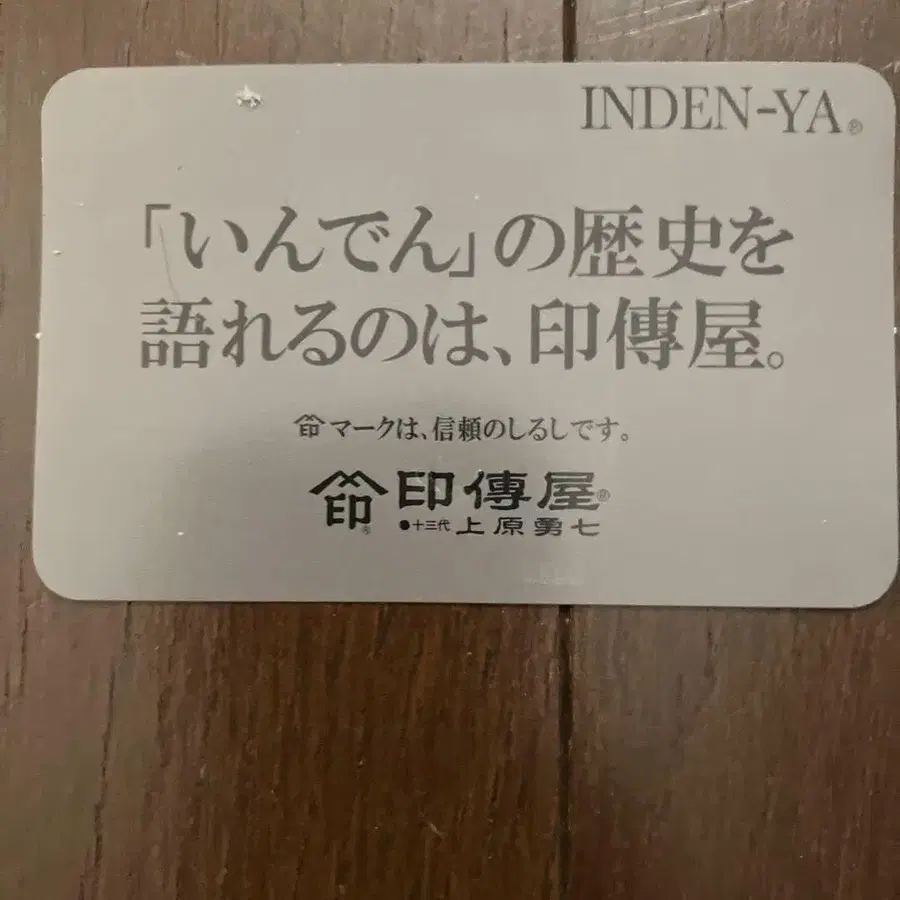 INDEN-YA®
「いんでん」の歴史を
語れるのは、印傳屋。
印マークは、信頼のしるしです。
印 印傳屋®
●十三代 上原勇七